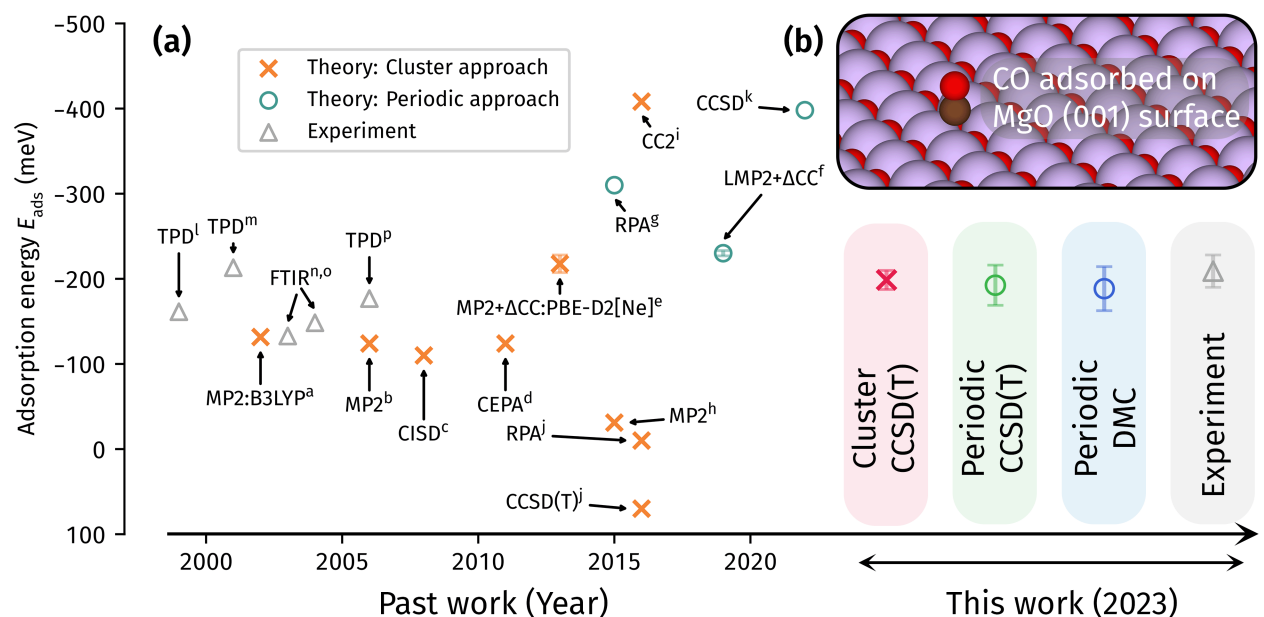 (a)
(b)
Theory: Cluster approach
Theory: Periodic approach
Experiment
Adsorption energy E_ads (meV)
−500
−400
−300
−200
−100
0
100
TPD^l
TPD^m
FTIR^n,o
TPD^p
MP2:B3LYP^a
MP2^b
CISD^c
CEPA^d
MP2+ΔCC:PBE-D2[Ne]^e
CC2^i
RPA^g
MP2^h
RPA^j
CCSD(T)^j
CCSD^k
LMP2+ΔCC^f
2000
2005
2010
2015
2020
Past work (Year)
CO adsorbed on
MgO (001) surface
Cluster
CCSD(T)
Periodic
CCSD(T)
Periodic
DMC
Experiment
This work (2023)